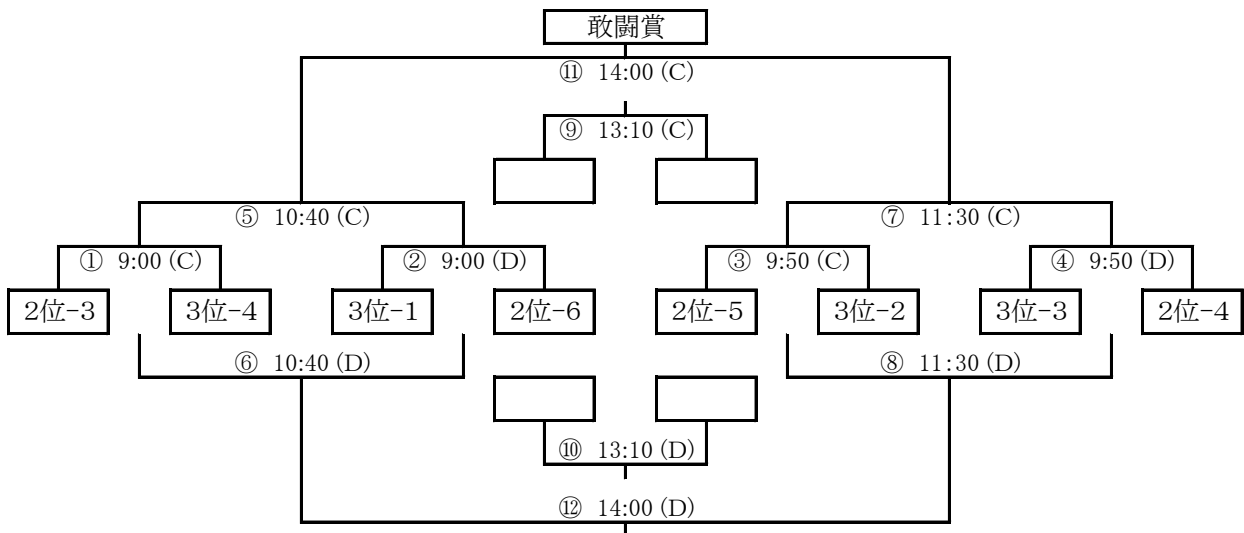 敢闘賞
⑪ 14:00 (C)
⑨ 13:10 (C)
⑤ 10:40 (C) ⑦ 11:30 (C)
① 9:00 (C) ② 9:00 (D) ③ 9:50 (C) ④ 9:50 (D)
2位-3 3位-4 3位-1 2位-6 2位-5 3位-2 3位-3 2位-4
⑥ 10:40 (D) ⑧ 11:30 (D)
⑩ 13:10 (D)
⑫ 14:00 (D)